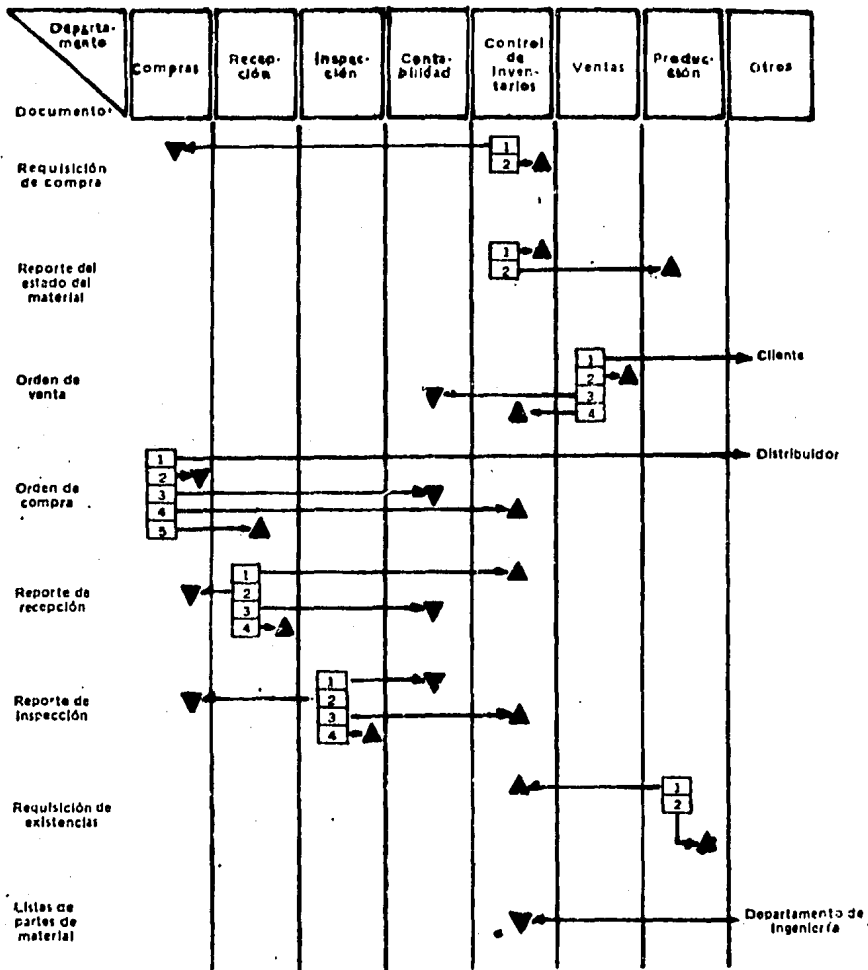 Departa-
mento
Documento
Compras
Recep-
ción
Inspec-
ción
Conta-
bilidad
Control
de
Inven-
tarios
Ventas
Produc-
ción
Otros
Requisición
de compra
1
2
Reporte del
estado del
material
1
2
Orden de
venta
1
2
3
4
Cliente
Orden de
compra
1
2
3
4
5
Distribuidor
Reporte de
recepción
1
2
3
4
Reporte de
Inspección
1
2
3
4
Requisición de
existencias
1
2
Listas de
partes de
material
Departamento de
Ingeniería